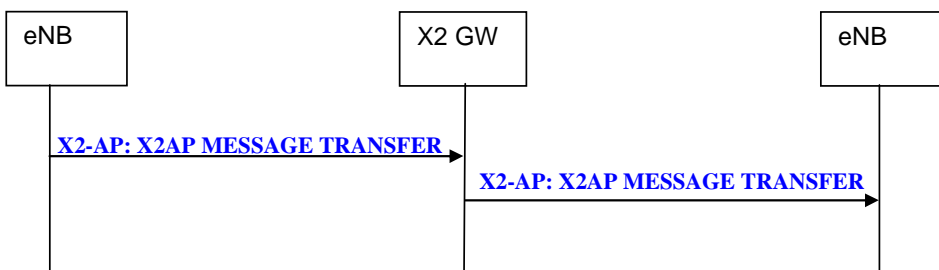 eNB
X2 GW
eNB
X2-AP: X2AP MESSAGE TRANSFER
X2-AP: X2AP MESSAGE TRANSFER